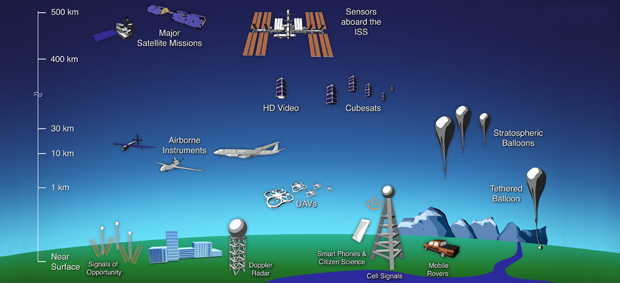 500 km
Major
Satellite Missions
Sensors
aboard the
ISS
400 km
HD Video
Cubesats
30 km
Airborne
Instruments
Stratospheric
Balloons
10 km
1 km
UAVs
Tethered
Balloon
Near
Surface
Signals of
Opportunity
Doppler
Radar
Smart Phones &
Citizen Science
Cell Signals
Mobile
Rovers